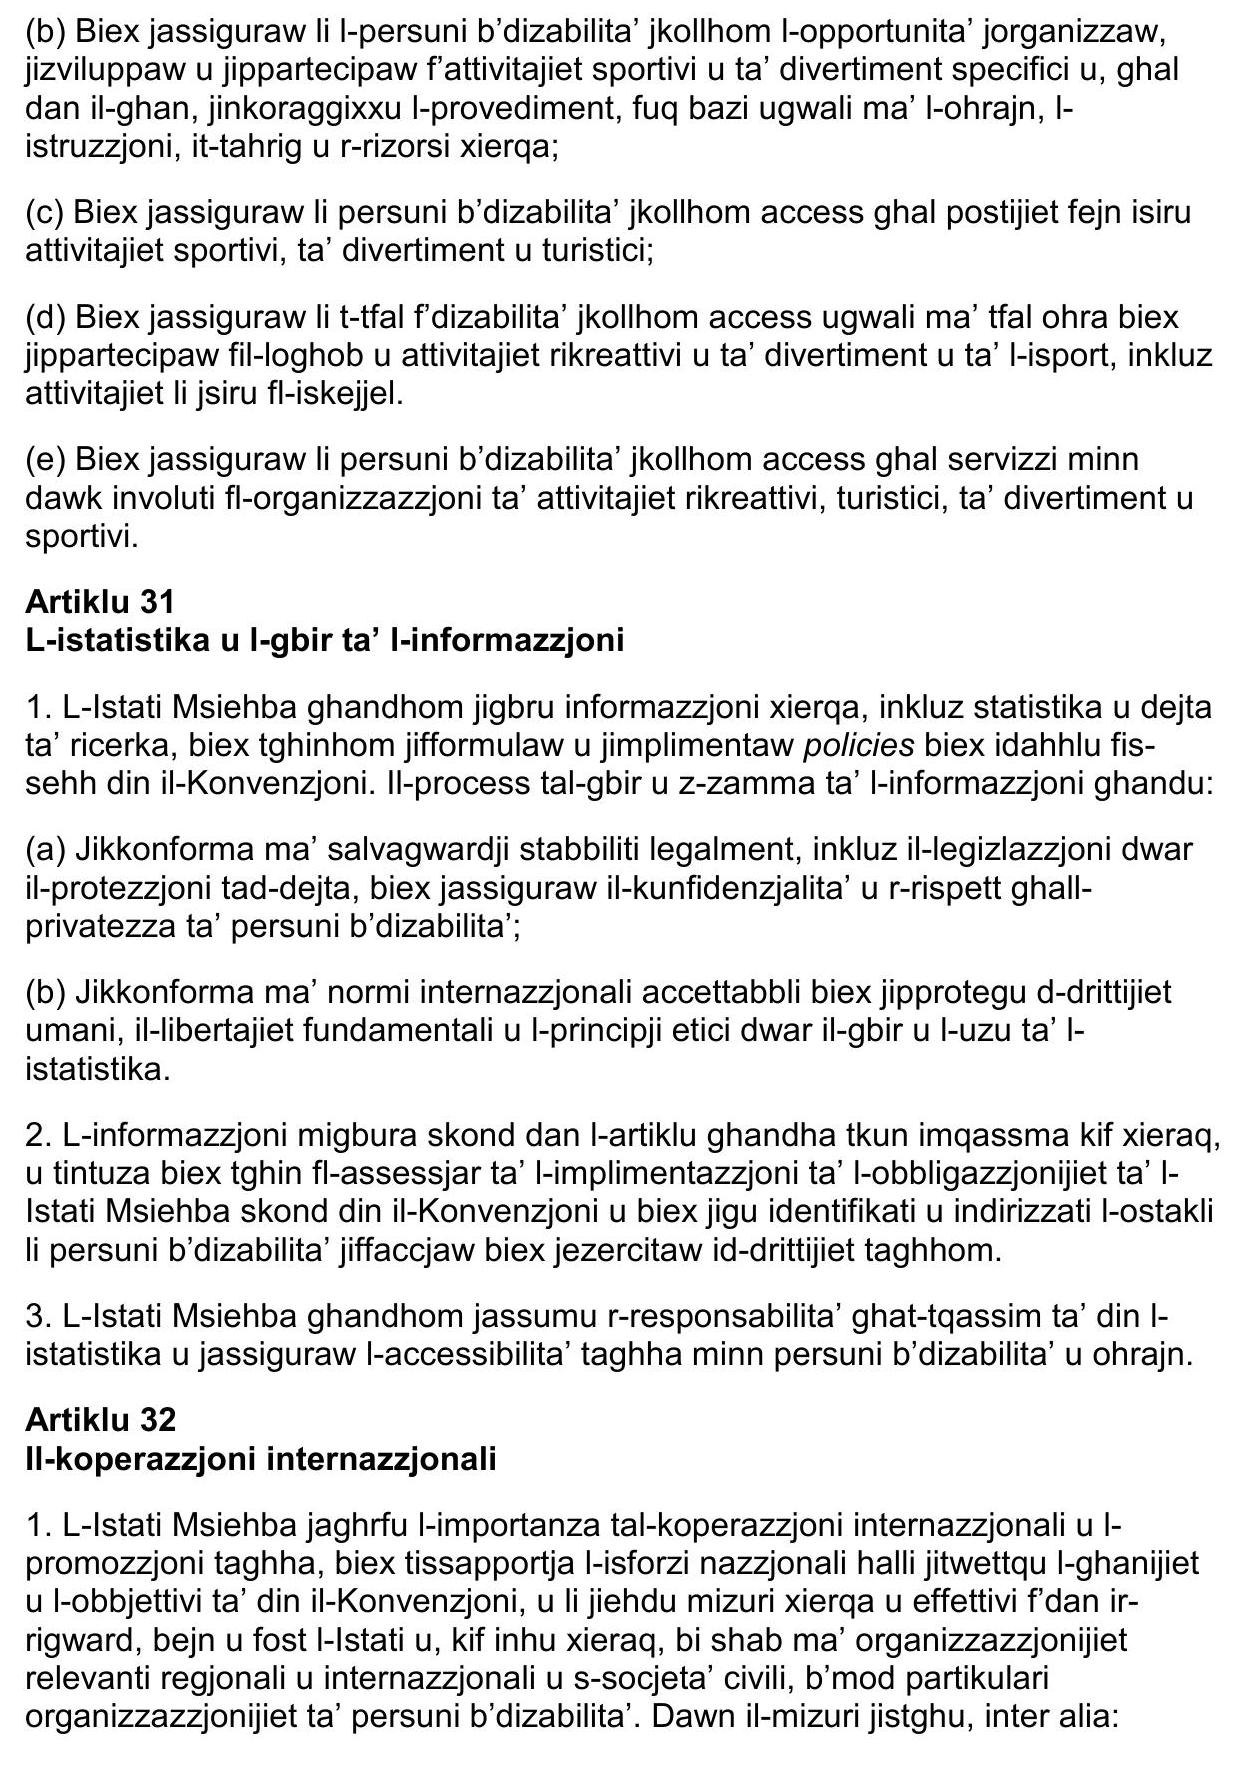 (b) Biex jassiguraw li l-persuni b’dizabilita’ jkollhom l-opportunita’ jorganizzaw,
jizviluppaw u jippartecipaw f’attivitajiet sportivi u ta’ divertiment specifici u, ghal
dan il-ghan, jinkoraggixxu l-provediment, fuq bazi ugwali ma’ l-ohrajn, l-
istruzzjoni, it-tahrig u r-rizorsi xierqa;
(c) Biex jassiguraw li persuni b’dizabilita’ jkollhom access ghal postijiet fejn isiru
attivitajiet sportivi, ta’ divertiment u turistici;
(d) Biex jassiguraw li t-tfal f’dizabilita’ jkollhom access ugwali ma’ tfal ohra biex
jippartecipaw fil-loghob u attivitajiet rikreattivi u ta’ divertiment u ta’ l-isport, inkluz
attivitajiet li jsiru fl-iskejjel.
(e) Biex jassiguraw li persuni b’dizabilita’ jkollhom access ghal servizzi minn
dawk involuti fl-organizzazzjoni ta’ attivitajiet rikreattivi, turistici, ta’ divertiment u
sportivi.
Artiklu 31
L-istatistika u l-gbir ta’ l-informazzjoni
1. L-Istati Msiehba ghandhom jigbru informazzjoni xierqa, inkluz statistika u dejta
ta’ ricerka, biex tghinhom jifformulaw u jimplimentaw policies biex idahhlu fis-
sehh din il-Konvenzjoni. Il-process tal-gbir u z-zamma ta’ l-informazzjoni ghandu:
(a) Jikkonforma ma’ salvagwardji stabbiliti legalment, inkluz il-legizlazzjoni dwar
il-protezzjoni tad-dejta, biex jassiguraw il-kunfidenzjalita’ u r-rispett ghall-
privatezza ta’ persuni b’dizabilita’;
(b) Jikkonforma ma’ normi internazzjonali accettabbli biex jipprotegu d-drittijiet
umani, il-libertajiet fundamentali u l-principji etici dwar il-gbir u l-uzu ta’ l-
istatistika.
2. L-informazzjoni migbura skond dan l-artiklu ghandha tkun imqassma kif xieraq,
u tintuza biex tghin fl-assessjar ta’ l-implimentazzjoni ta’ l-obbligazzjonijiet ta’ l-
Istati Msiehba skond din il-Konvenzjoni u biex jigu identifikati u indirizzati l-ostakli
li persuni b’dizabilita’ jiffaccjaw biex jezercitaw id-drittijiet taghhom.
3. L-Istati Msiehba ghandhom jassumu r-responsabilita’ ghat-tqassim ta’ din l-
istatistika u jassiguraw l-accessibilita’ taghha minn persuni b’dizabilita’ u ohrajn.
Artiklu 32
Il-koperazzjoni internazzjonali
1. L-Istati Msiehba jaghrfu l-importanza tal-koperazzjoni internazzjonali u l-
promozzjoni taghha, biex tissapportja l-isforzi nazzjonali halli jitwettqu l-ghanijiet
u l-obbjettivi ta’ din il-Konvenzjoni, u li jiehdu mizuri xierqa u effettivi f’dan ir-
rigward, bejn u fost l-Istati u, kif inhu xieraq, bi shab ma’ organizzazzjonijiet
relevanti regjonali u internazzjonali u s-socjeta’ civili, b’mod partikulari
organizzazzjonijiet ta’ persuni b’dizabilita’. Dawn il-mizuri jistghu, inter alia: